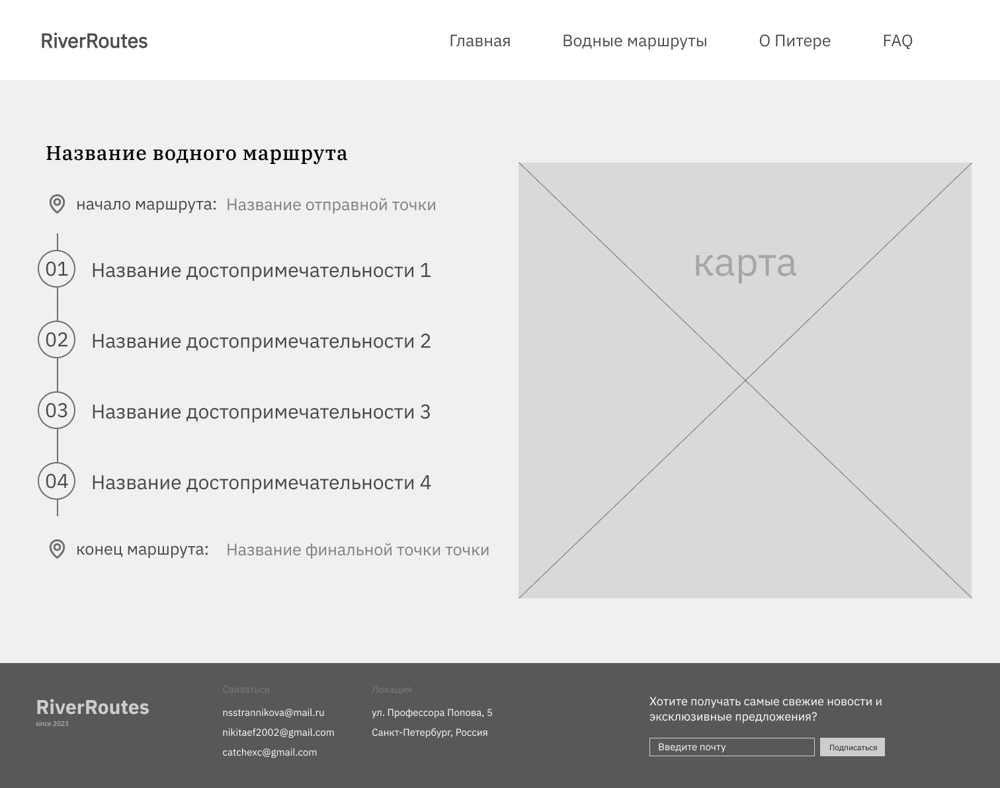 RiverRoutes
Главная
Водные маршруты
О Питере
FAQ
Название водного маршрута
начало маршрута: Название отправной точки
01 Название достопримечательности 1
02 Название достопримечательности 2
03 Название достопримечательности 3
04 Название достопримечательности 4
конец маршрута: Название финальной точки точки
карта
RiverRoutes
since 2023
Связаться
nsstrannikova@mail.ru
nikitaef2002@gmail.com
catchexc@gmail.com
Локация
ул. Профессора Попова, 5
Санкт-Петербург, Россия
Хотите получать самые свежие новости и
эксклюзивные предложения?
Введите почту
Подписаться